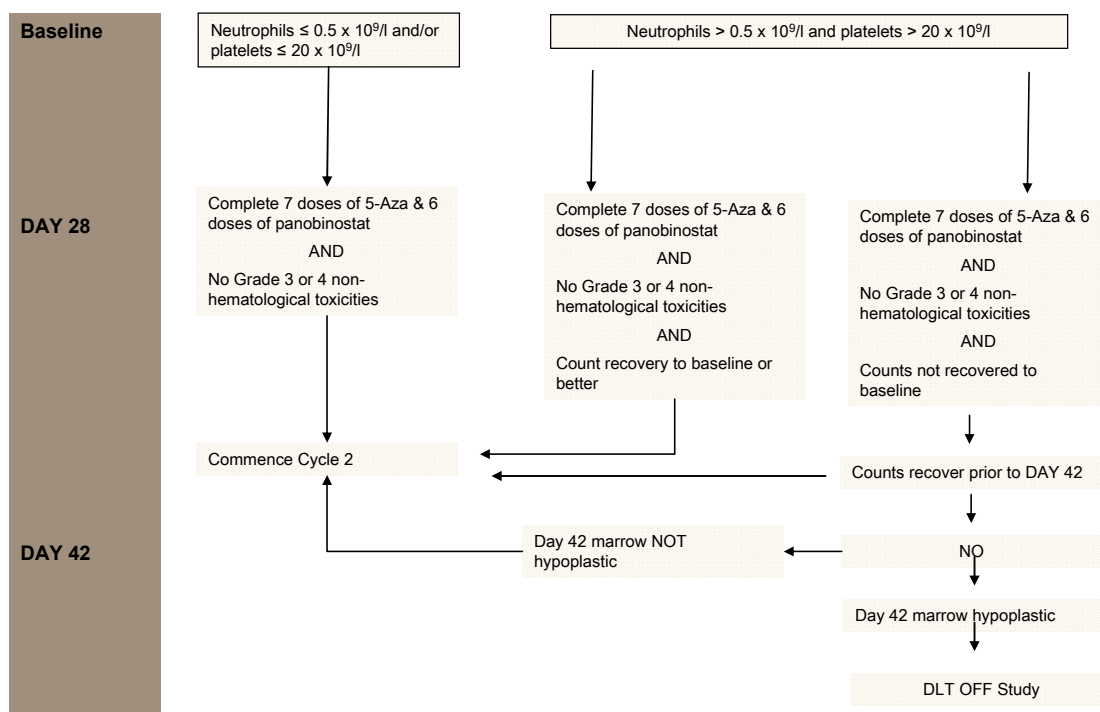 Baseline
Neutrophils ≤ 0.5 x 10⁹/l and/or
platelets ≤ 20 x 10⁹/l
Neutrophils > 0.5 x 10⁹/l and platelets > 20 x 10⁹/l
DAY 28
Complete 7 doses of 5-Aza & 6
doses of panobinostat
AND
No Grade 3 or 4 non-
hematological toxicities
Complete 7 doses of 5-Aza & 6
doses of panobinostat
AND
No Grade 3 or 4 non-
hematological toxicities
AND
Count recovery to baseline or
better
Complete 7 doses of 5-Aza & 6
doses of panobinostat
AND
No Grade 3 or 4 non-
hematological toxicities
AND
Counts not recovered to
baseline
Commence Cycle 2
Counts recover prior to DAY 42
DAY 42
Day 42 marrow NOT
hypoplastic
NO
Day 42 marrow hypoplastic
DLT OFF Study